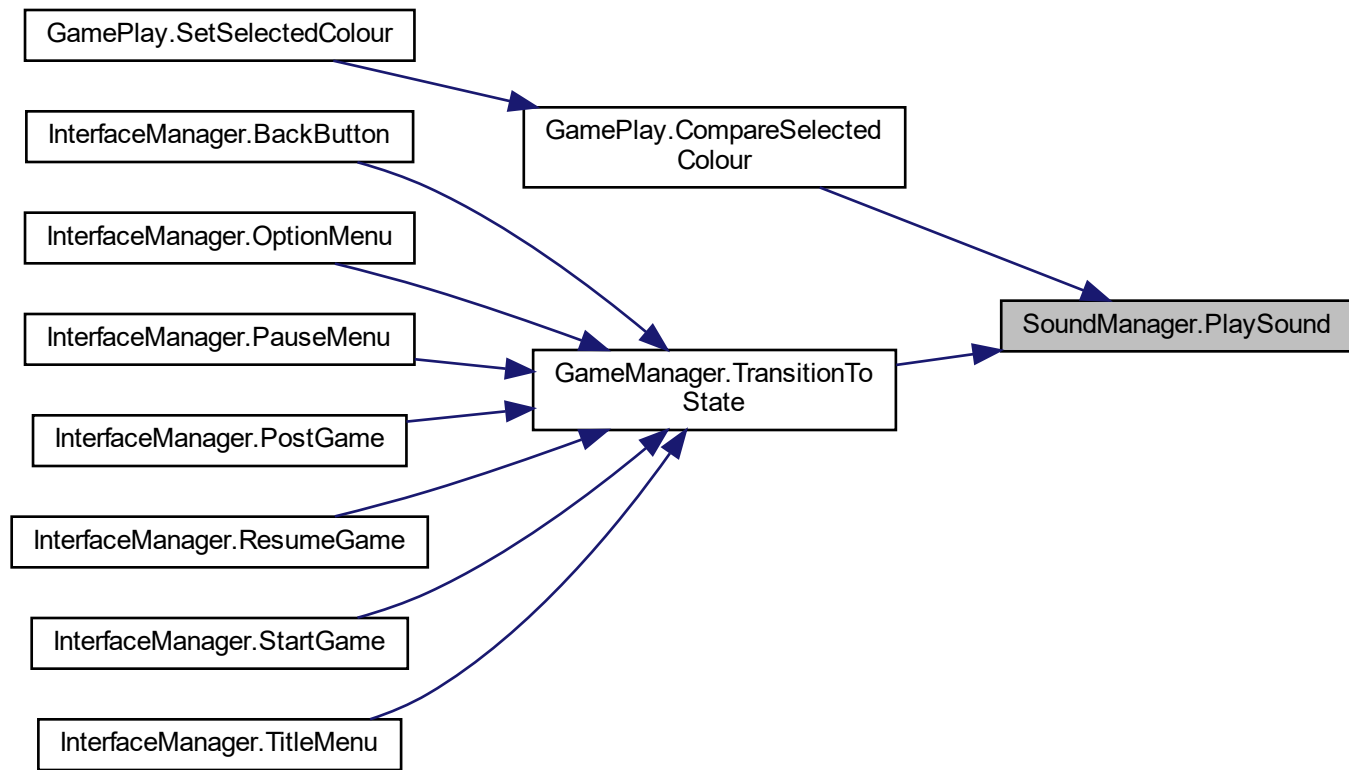 GamePlay.SetSelectedColour
InterfaceManager.BackButton
GamePlay.CompareSelected
Colour
InterfaceManager.OptionMenu
InterfaceManager.PauseMenu
SoundManager.PlaySound
GameManager.TransitionTo
State
InterfaceManager.PostGame
InterfaceManager.ResumeGame
InterfaceManager.StartGame
InterfaceManager.TitleMenu